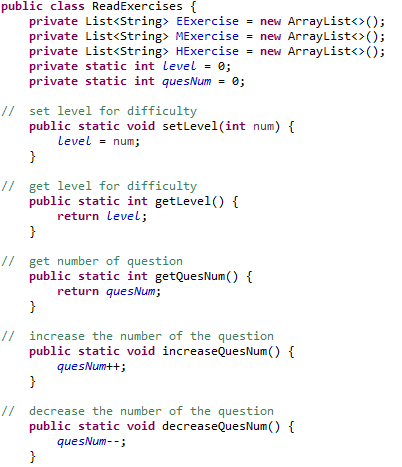 public class ReadExercises {
    private List<String> EExercise = new ArrayList<>();
    private List<String> MExercise = new ArrayList<>();
    private List<String> HExercise = new ArrayList<>();
    private static int level = 0;
    private static int quesNum = 0;

//  set level for difficulty
    public static void setLevel(int num) {
        level = num;
    }

//  get level for difficulty
    public static int getLevel() {
        return level;
    }

//  get number of question
    public static int getQuesNum() {
        return quesNum;
    }

//  increase the number of the question
    public static void increaseQuesNum() {
        quesNum++;
    }

//  decrease the number of the question
    public static void decreaseQuesNum() {
        quesNum--;
    }